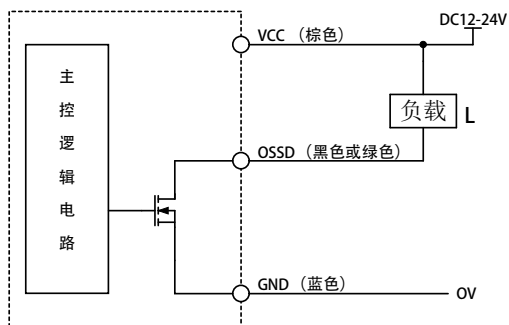 DC12-24V
VCC （棕色）
主控逻辑电路
负载 L
OSSD （黑色或绿色）
GND （蓝色）
0V